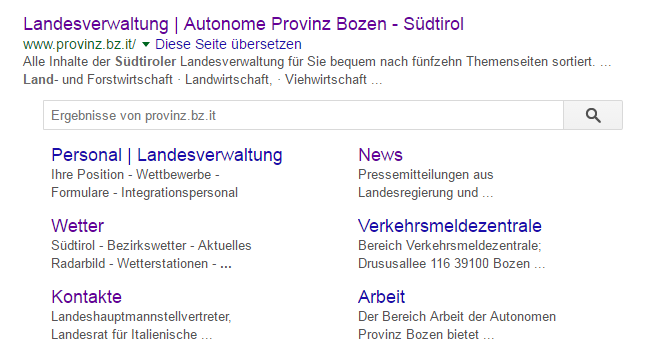 Landesverwaltung | Autonome Provinz Bozen - Südtirol
www.provinz.bz.it/ ▼ Diese Seite übersetzen
Alle Inhalte der Südtiroler Landesverwaltung für Sie bequem nach fünfzehn Themenseiten sortiert. ...
Land- und Forstwirtschaft · Landwirtschaft, · Viehwirtschaft ...
Ergebnisse von provinz.bz.it
Personal | Landesverwaltung
Ihre Position - Wettbewerbe -
Formulare - Integrationspersonal
News
Pressemitteilungen aus
Landesregierung und ...
Wetter
Südtirol - Bezirkswetter - Aktuelles
Radarbild - Wetterstationen - ...
Verkehrsmeldezentrale
Bereich Verkehrsmeldezentrale;
Drususallee 116 39100 Bozen ...
Kontakte
Landeshauptmannstellvertreter,
Landesrat für Italienische ...
Arbeit
Der Bereich Arbeit der Autonomen
Provinz Bozen bietet ...